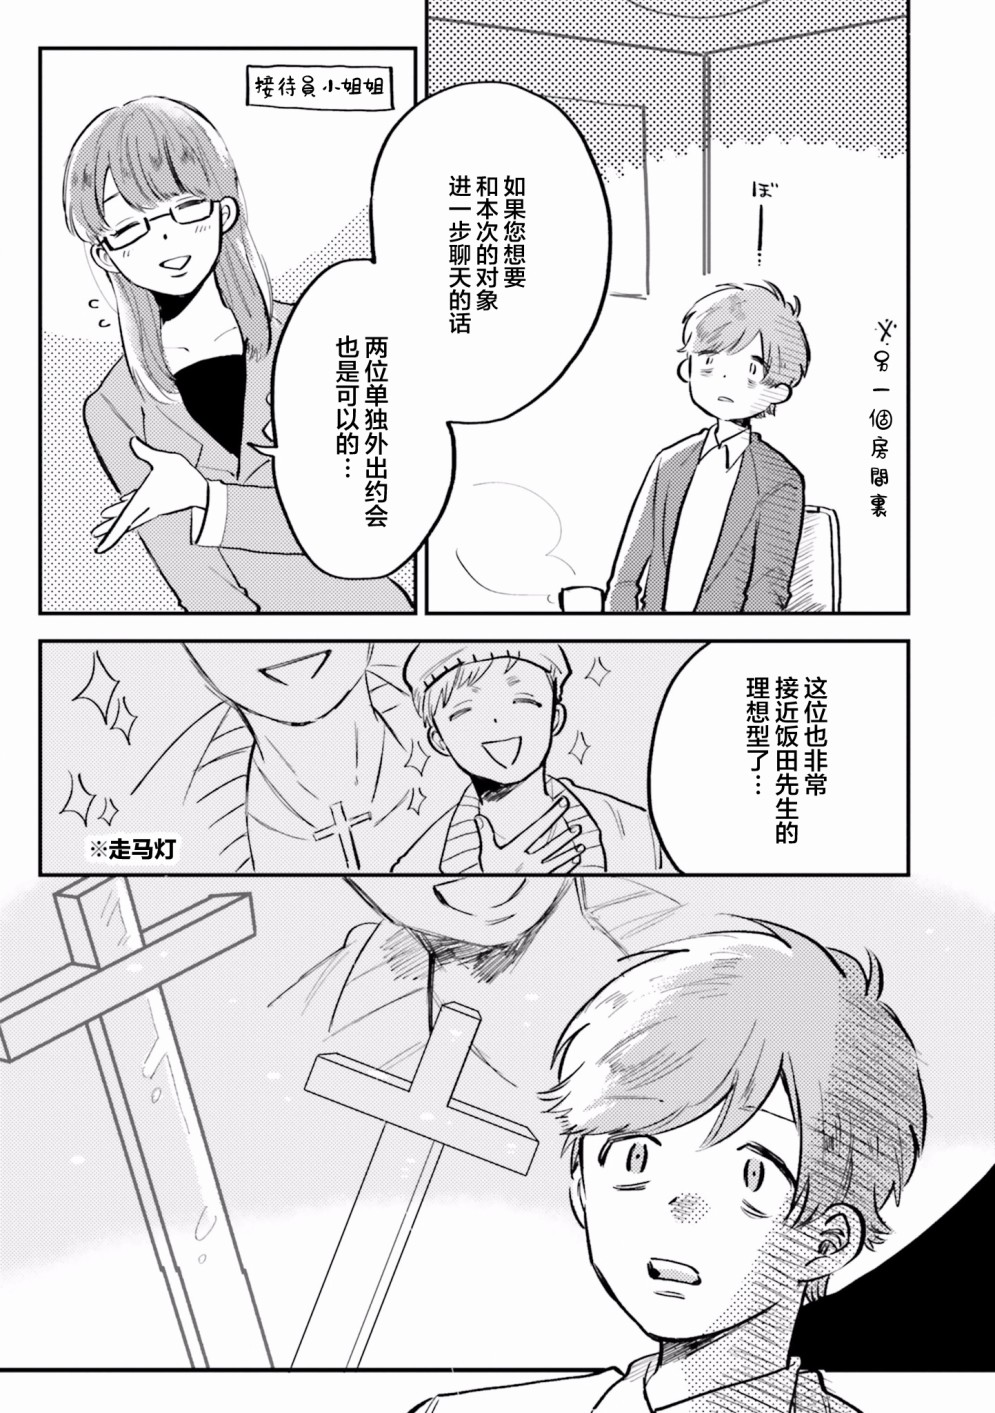 ※另一個房間裏
ぼー…
如果您想要
和本次的对象
进一步聊天的话
两位单独外出约会
也是可以的…
接待員小姐姐
这位也非常
接近饭田先生的
理想型了…
※走马灯